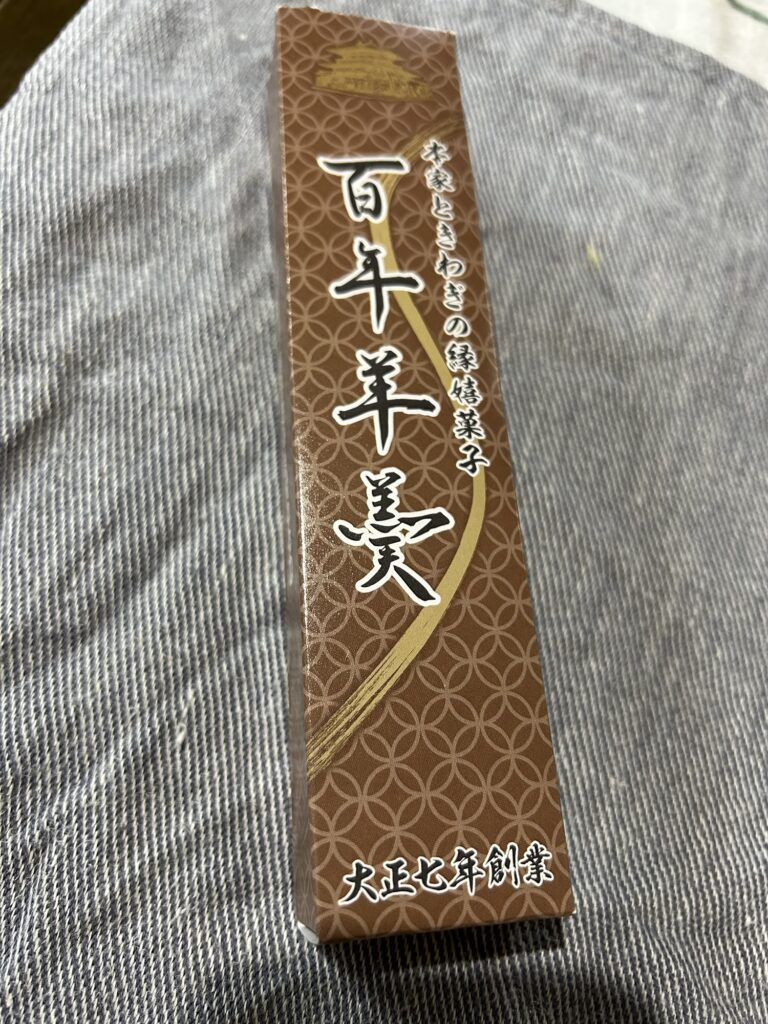 本家ときわぎの縁嬉菓子
百年羊羹
大正七年創業